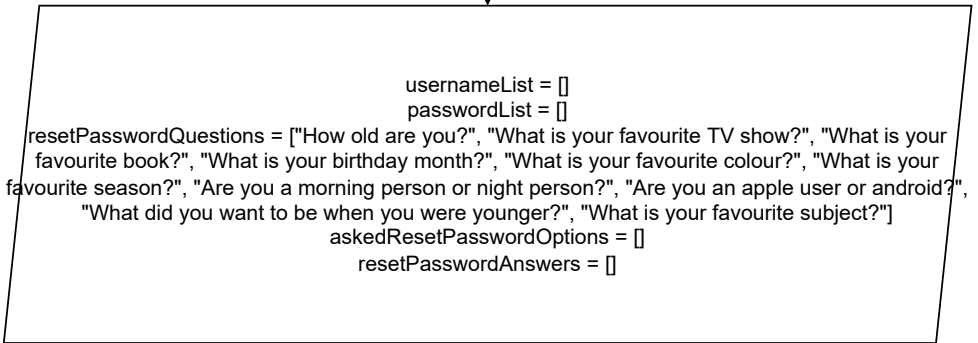 usernameList = []
passwordList = []
resetPasswordQuestions = ["How old are you?", "What is your favourite TV show?", "What is your
favourite book?", "What is your birthday month?", "What is your favourite colour?", "What is your
favourite season?", "Are you a morning person or night person?", "Are you an apple user or android?",
"What did you want to be when you were younger?", "What is your favourite subject?"]
askedResetPasswordOptions = []
resetPasswordAnswers = []